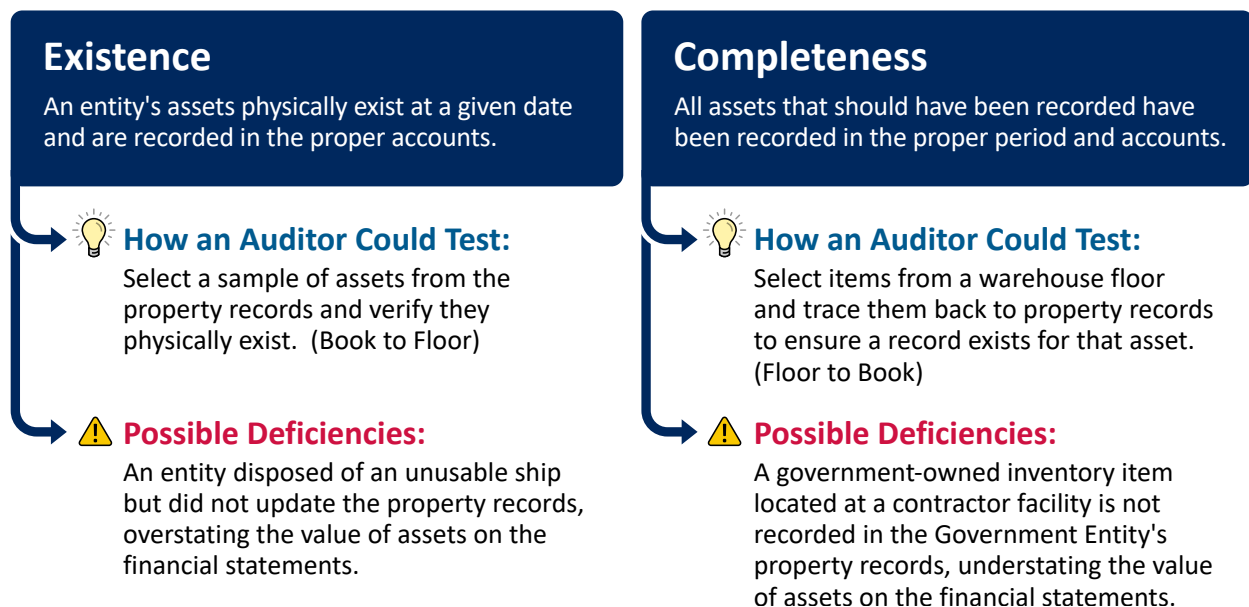 Existence
An entity's assets physically exist at a given date
and are recorded in the proper accounts.
How an Auditor Could Test:
Select a sample of assets from the
property records and verify they
physically exist.  (Book to Floor)
Possible Deficiencies:
An entity disposed of an unusable ship
but did not update the property records,
overstating the value of assets on the
financial statements.
Completeness
All assets that should have been recorded have
been recorded in the proper period and accounts.
How an Auditor Could Test:
Select items from a warehouse floor
and trace them back to property records
to ensure a record exists for that asset.
(Floor to Book)
Possible Deficiencies:
A government-owned inventory item
located at a contractor facility is not
recorded in the Government Entity's
property records, understating the value
of assets on the financial statements.